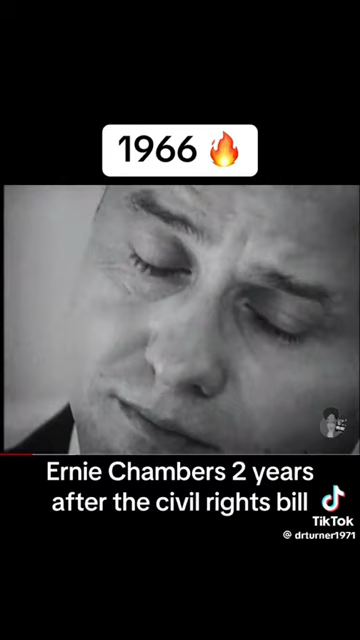 1966 🔥
Ernie Chambers 2 years
after the civil rights bill
TikTok
@ drturner1971